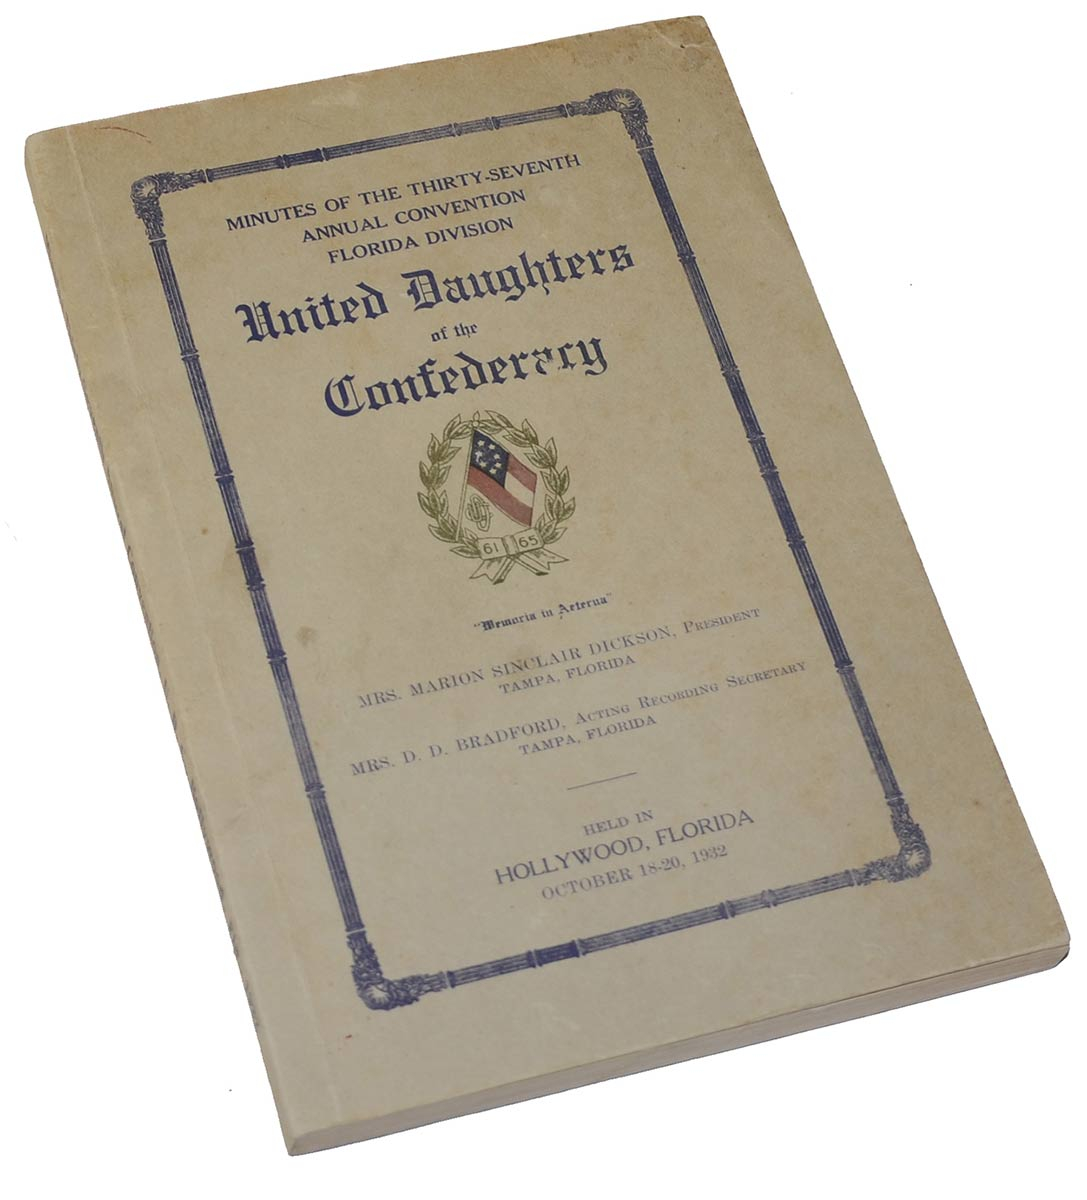 MINUTES OF THE THIRTY-SEVENTH
ANNUAL CONVENTION
FLORIDA DIVISION
United Daughters
of the
Confederacy
61 65
"Memoria in Aeterna"
MRS. MARION SINCLAIR DICKSON, PRESIDENT
TAMPA, FLORIDA
MRS. D. D. BRADFORD, ACTING RECORDING SECRETARY
TAMPA, FLORIDA
HELD IN
HOLLYWOOD, FLORIDA
OCTOBER 18-20, 1932